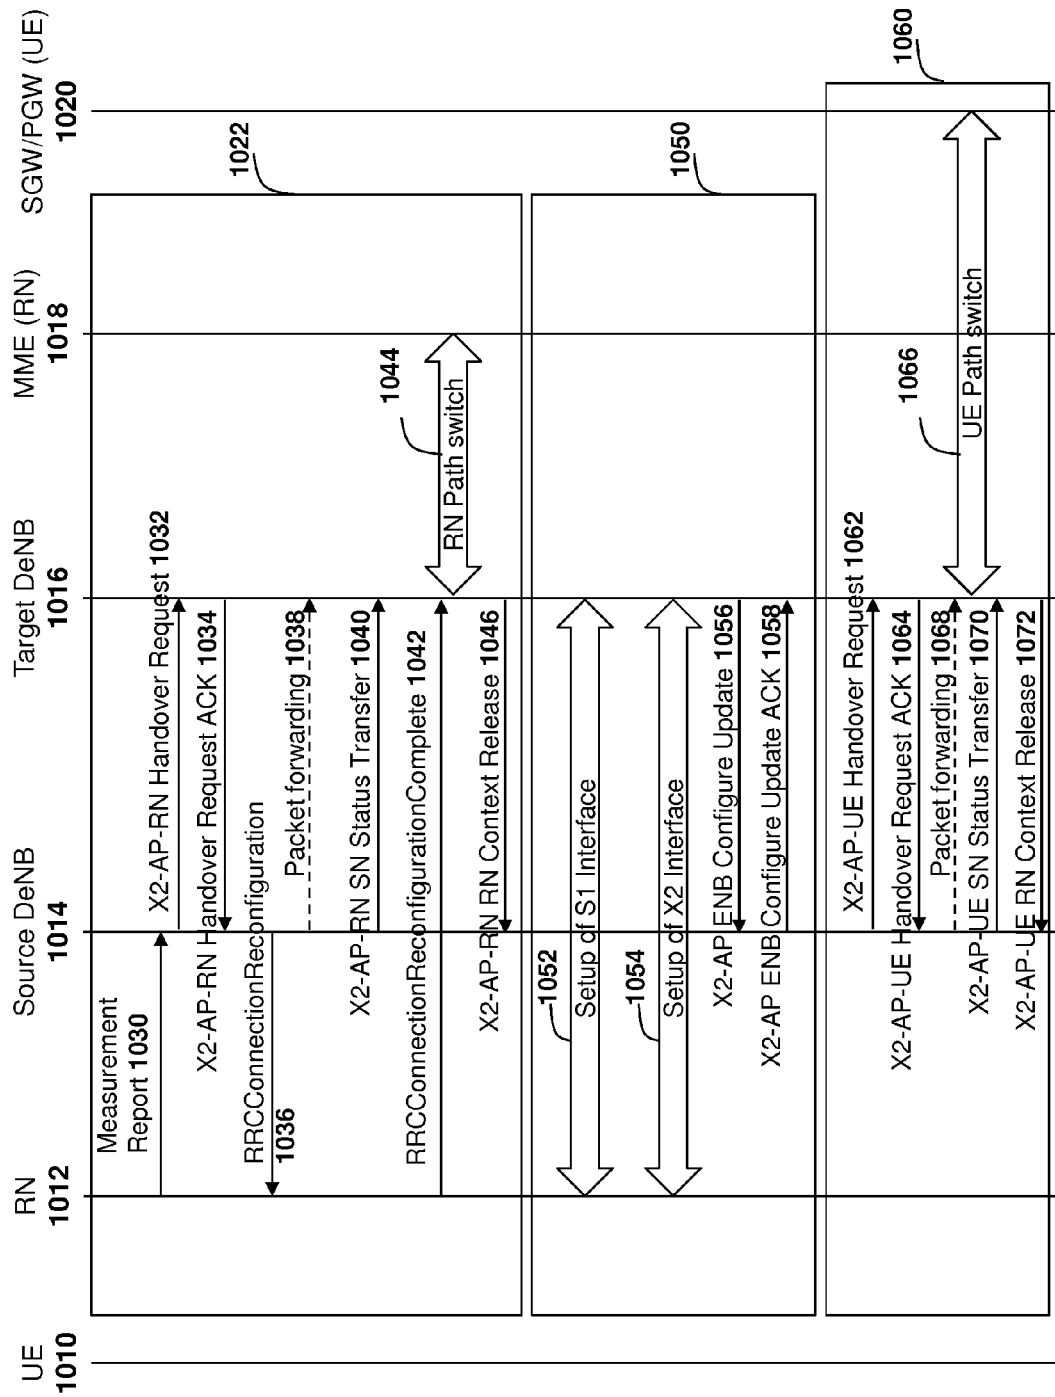 UE
1010
RN
1012
Source DeNB
1014
Target DeNB
1016
MME (RN)
1018
SGW/PGW (UE)
1020
1022
Measurement
Report 1030
X2-AP-RN Handover Request 1032
X2-AP-RN Handover Request ACK 1034
RRCConnectionReconfiguration
1036
Packet forwarding 1038
X2-AP-RN SN Status Transfer 1040
RRCConnectionReconfigurationComplete 1042
1044
RN Path switch
X2-AP-RN RN Context Release 1046
1050
1052
Setup of S1 Interface
1054
Setup of X2 Interface
X2-AP ENB Configure Update 1056
X2-AP ENB Configure Update ACK 1058
1060
X2-AP-UE Handover Request 1062
X2-AP-UE Handover Request ACK 1064
1066
UE Path switch
Packet forwarding 1068
X2-AP-UE SN Status Transfer 1070
X2-AP-UE RN Context Release 1072